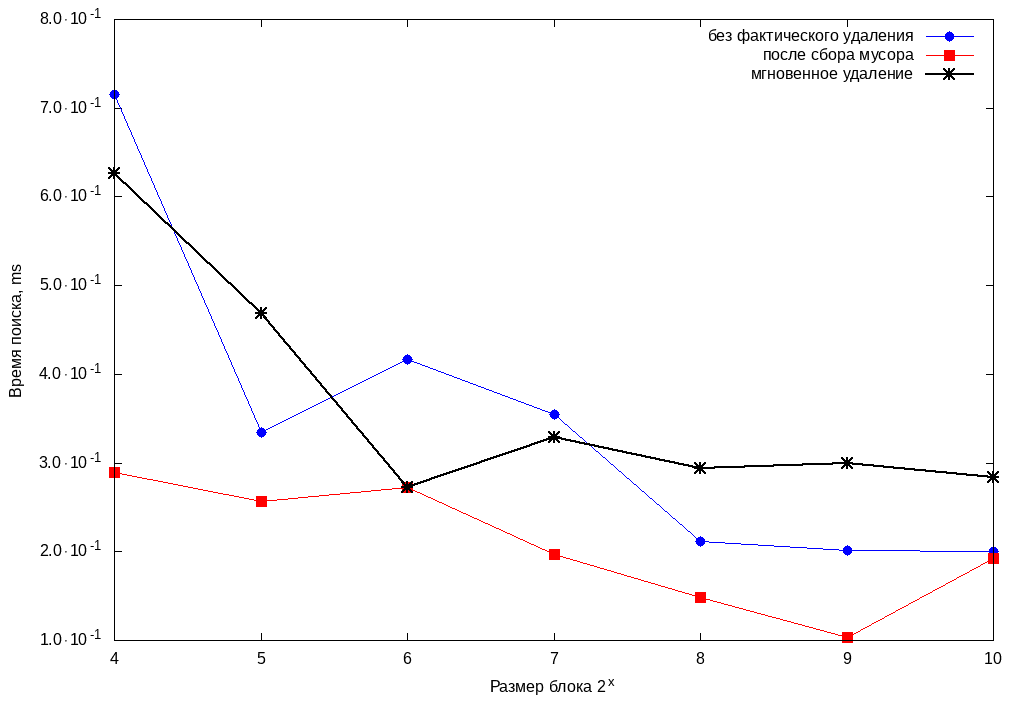 8.0·10⁻¹
7.0·10⁻¹
6.0·10⁻¹
5.0·10⁻¹
4.0·10⁻¹
3.0·10⁻¹
2.0·10⁻¹
1.0·10⁻¹
Время поиска, ms
без фактического удаления
после сбора мусора
мгновенное удаление
4 5 6 7 8 9 10
Размер блока 2ˣ